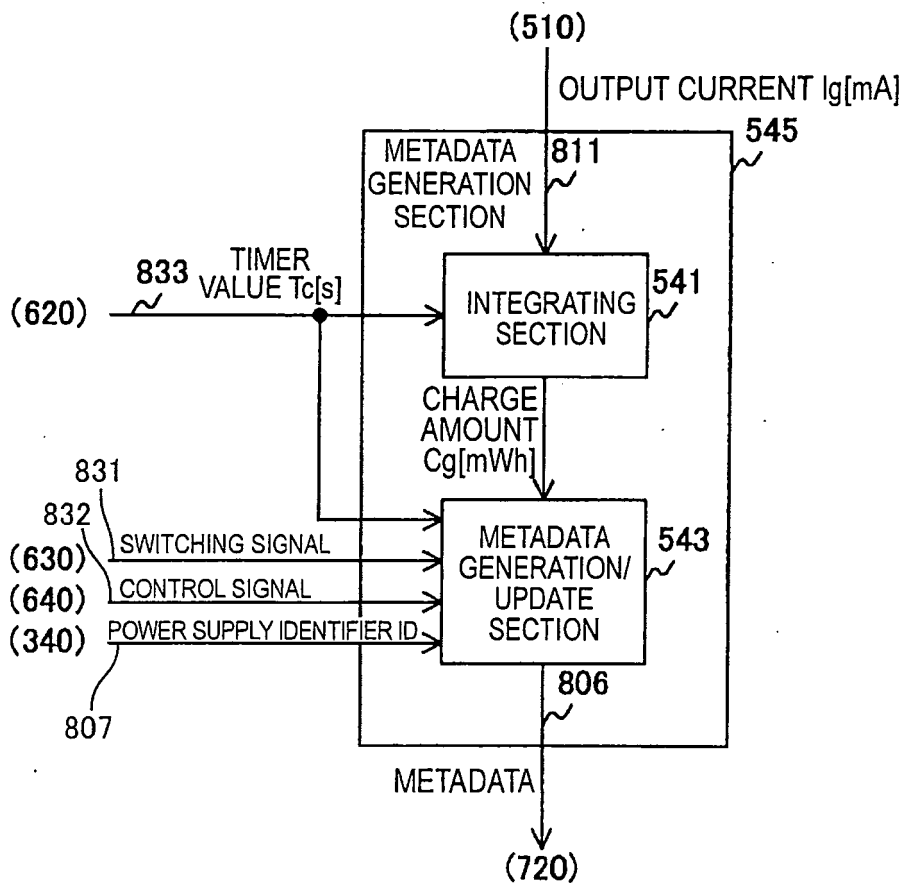 (510)
OUTPUT CURRENT Ig[mA]
545
METADATA
GENERATION
SECTION
811
TIMER
VALUE Tc[s]
833
(620)
INTEGRATING
SECTION
541
CHARGE
AMOUNT
Cg[mWh]
831
832
(630)
SWITCHING SIGNAL
(640)
CONTROL SIGNAL
(340)
POWER SUPPLY IDENTIFIER ID
807
METADATA
GENERATION/
UPDATE
SECTION
543
806
METADATA
(720)